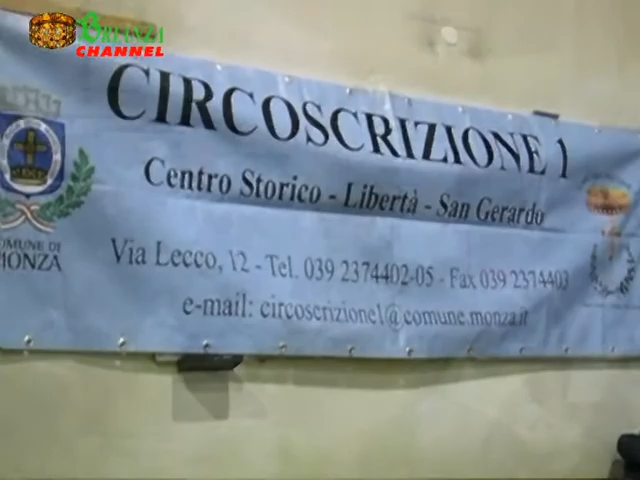 BRIANZA
CHANNEL
CIRCOSCRIZIONE 1
Centro Storico - Libertà - San Gerardo
COMUNE DI
MONZA
Via Lecco, 12 - Tel. 039 2374402-05 - Fax 039 2374403
e-mail: circoscrizione1@comune.monza.it